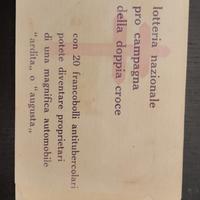 lotteria nazionale
pro campagna
della doppia croce
con 20 francobolli antitubercolari
potete diventare proprietari
di una magnifica automobile
“ardita„ o “augusta„